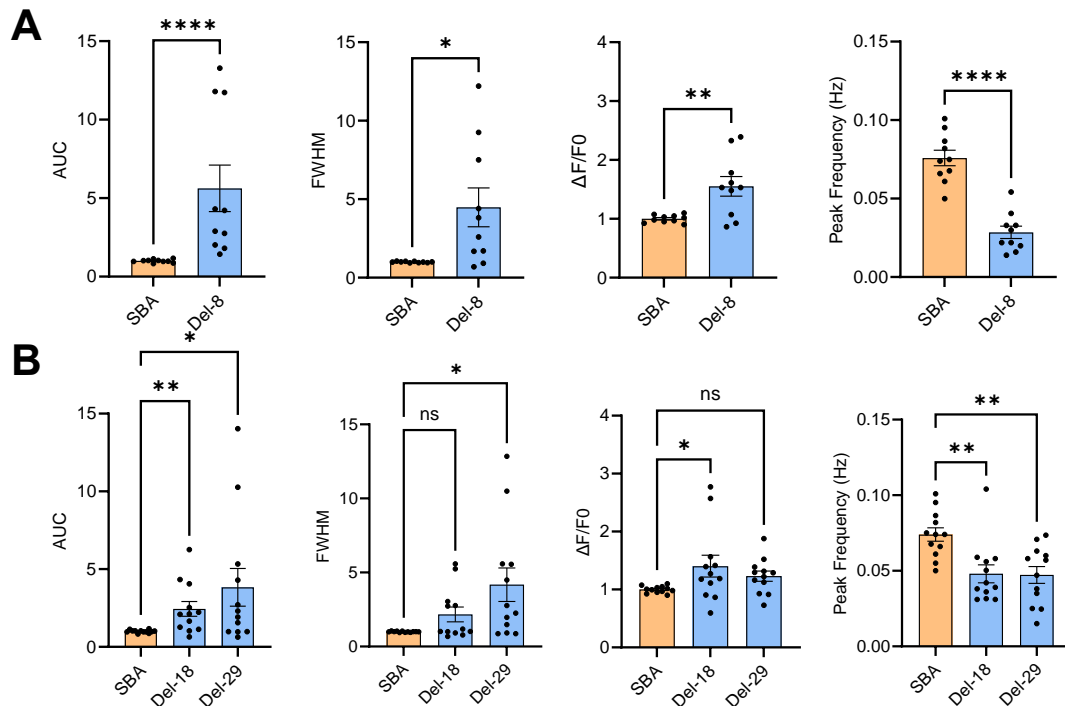 A
AUC
15
10
5
0
****
SBA
Del-8
FWHM
15
10
5
0
*
SBA
Del-8
ΔF/F0
4
3
2
1
0
**
SBA
Del-8
Peak Frequency (Hz)
0.15
0.10
0.05
0.00
****
SBA
Del-8
B
AUC
15
10
5
0
*
**
SBA
Del-18
Del-29
FWHM
15
10
5
0
*
ns
SBA
Del-18
Del-29
ΔF/F0
4
3
2
1
0
ns
*
SBA
Del-18
Del-29
Peak Frequency (Hz)
0.15
0.10
0.05
0.00
**
**
SBA
Del-18
Del-29